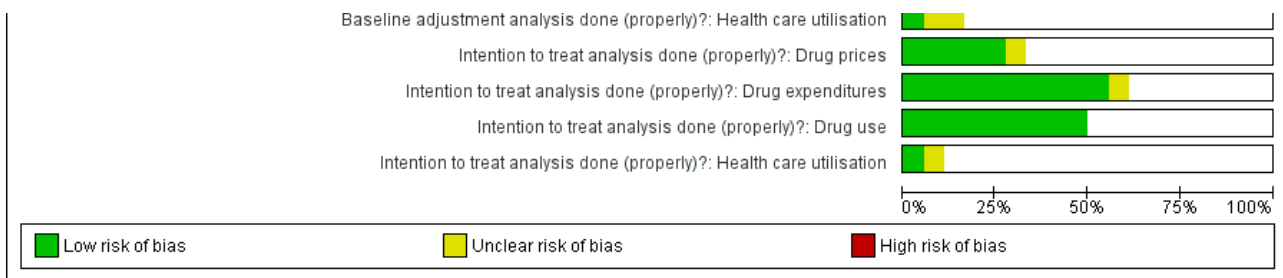 Baseline adjustment analysis done (properly)?: Health care utilisation
Intention to treat analysis done (properly)?: Drug prices
Intention to treat analysis done (properly)?: Drug expenditures
Intention to treat analysis done (properly)?: Drug use
Intention to treat analysis done (properly)?: Health care utilisation
0% 25% 50% 75% 100%
Low risk of bias Unclear risk of bias High risk of bias